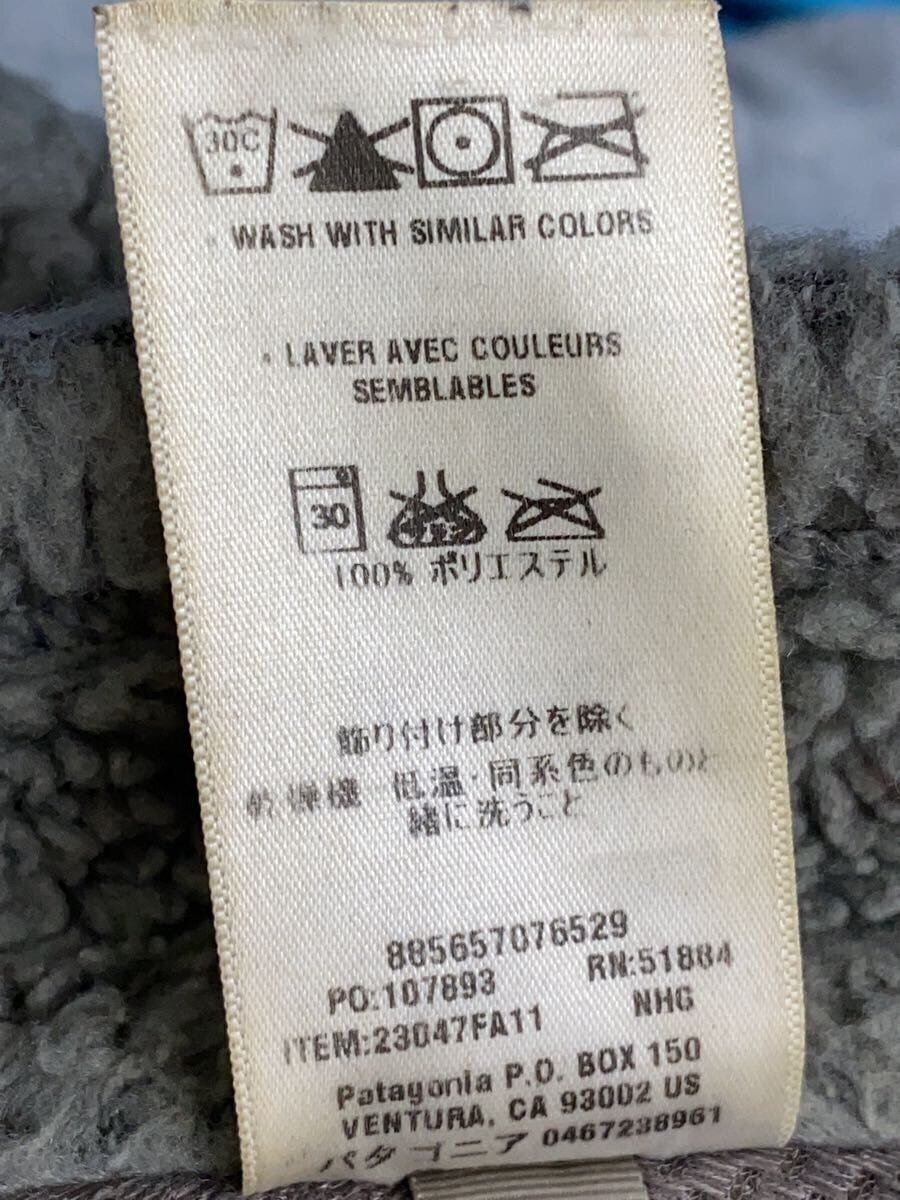 30C
WASH WITH SIMILAR COLORS
• LAVER AVEC COULEURS
SEMBLABLES
30
100% ポリエステル
飾り付け部分を除く
乾燥機 低温・同系色のものと
緒に洗うこと
885657076529
PO:107893 RN:51884
ITEM:23047FA11 NHG
Patagonia P.O. BOX 150
VENTURA, CA 93002 US
パタゴニア 0467238961